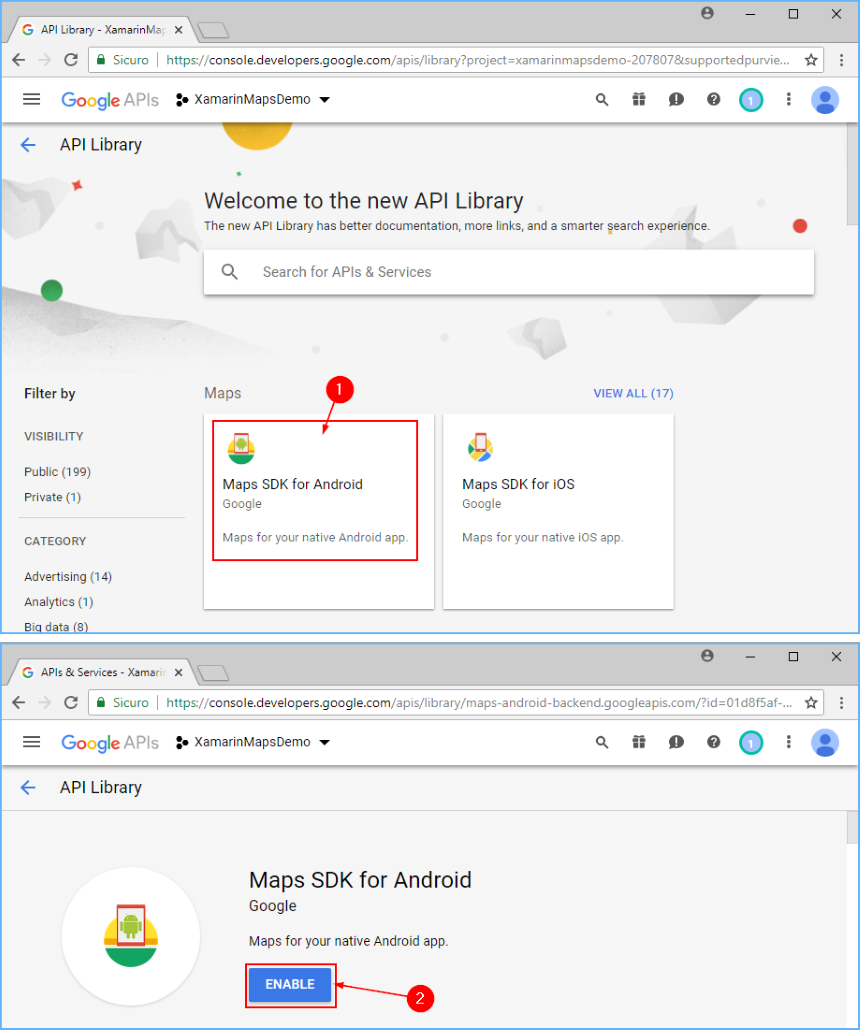 API Library - XamarinMap
Sicuro https://console.developers.google.com/apis/library?project=xamarinmapsdemo-207807&supportedpurvie...
Google APIs XamarinMapsDemo 1
API Library
Welcome to the new API Library
The new API Library has better documentation, more links, and a smarter search experience.
Search for APIs & Services
Filter by
VISIBILITY
Public (199)
Private (1)
CATEGORY
Advertising (14)
Analytics (1)
Big data (8)
Maps
VIEW ALL (17)
1
Maps SDK for Android
Google
Maps for your native Android app.
Maps SDK for iOS
Google
Maps for your native iOS app.
APIs & Services - Xamarin
Sicuro https://console.developers.google.com/apis/library/maps-android-backend.googleapis.com/?id=01d8f5af-...
Google APIs XamarinMapsDemo 1
API Library
Maps SDK for Android
Google
Maps for your native Android app.
ENABLE
2